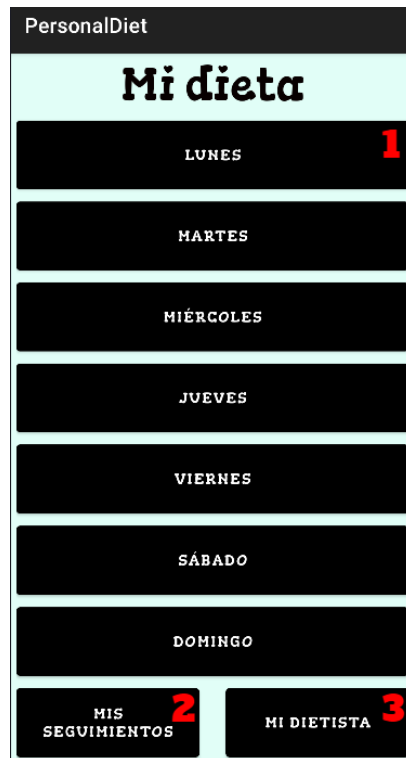 PersonalDiet
Mi dieta
LUNES 1
MARTES
MIÉRCOLES
JUEVES
VIERNES
SÁBADO
DOMINGO
MIS 2
SEGUIMIENTOS
MI DIETISTA 3